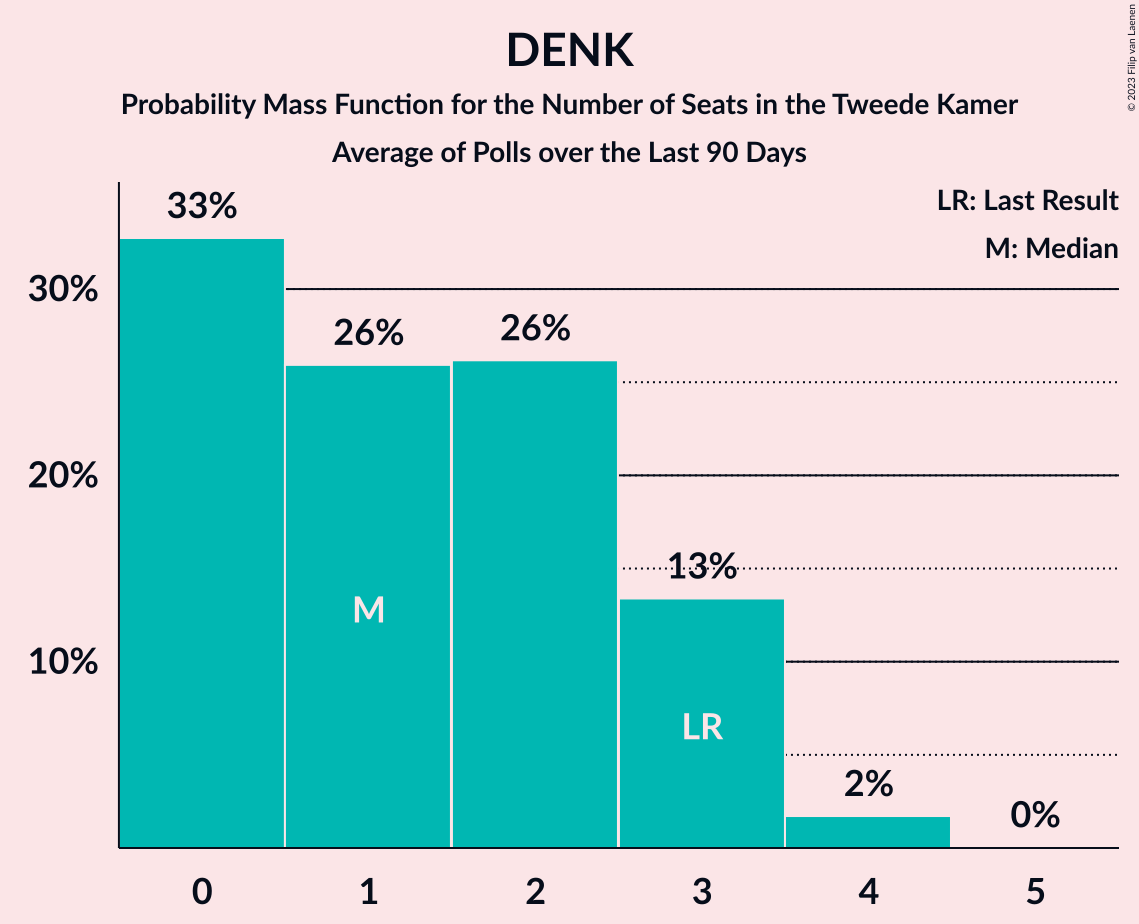 DENK
Probability Mass Function for the Number of Seats in the Tweede Kamer
Average of Polls over the Last 90 Days
© 2023 Filip van Laenen
LR: Last Result
M: Median
33%
30%
26%
26%
20%
13%
M
10%
LR
2%
0%
0 1 2 3 4 5